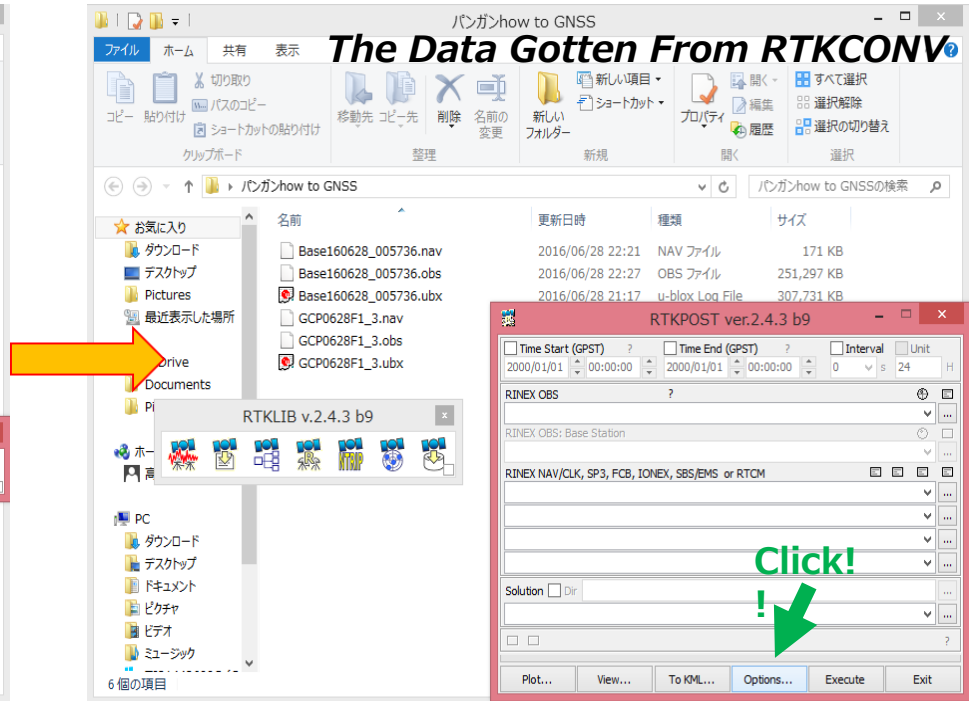 パンガンhow to GNSS
The Data Gotten From RTKCONV
ファイル ホーム 共有 表示
コピー 貼り付け
切り取り
パスのコピー
ショートカットの貼り付け
クリップボード
移動先 コピー先 削除 名前の変更
整理
新しいフォルダー
新しい項目
ショートカット
新規
プロパティ
開く
編集
履歴
開く
すべて選択
選択解除
選択の切り替え
選択
パンガンhow to GNSS
パンガンhow to GNSSの検索
お気に入り
ダウンロード
デスクトップ
Pictures
最近表示した場所
Drive
Documents
Pi
ホー
高
PC
ダウンロード
デスクトップ
ドキュメント
ピクチャ
ビデオ
ミュージック
名前 更新日時 種類 サイズ
Base160628_005736.nav 2016/06/28 22:21 NAV ファイル 171 KB
Base160628_005736.obs 2016/06/28 22:27 OBS ファイル 251,297 KB
Base160628_005736.ubx 2016/06/28 21:17 u-blox Log File 307,731 KB
GCP0628F1_3.nav
GCP0628F1_3.obs
GCP0628F1_3.ubx
RTKLIB v.2.4.3 b9
6 個の項目
RTKPOST ver.2.4.3 b9
Time Start (GPST) ? Time End (GPST) ? Interval Unit
2000/01/01 00:00:00 2000/01/01 00:00:00 0 s 24 H
RINEX OBS ?
RINEX OBS: Base Station
RINEX NAV/CLK, SP3, FCB, IONEX, SBS/EMS or RTCM
Click!
!
Solution Dir
?
Plot... View... To KML... Options... Execute Exit